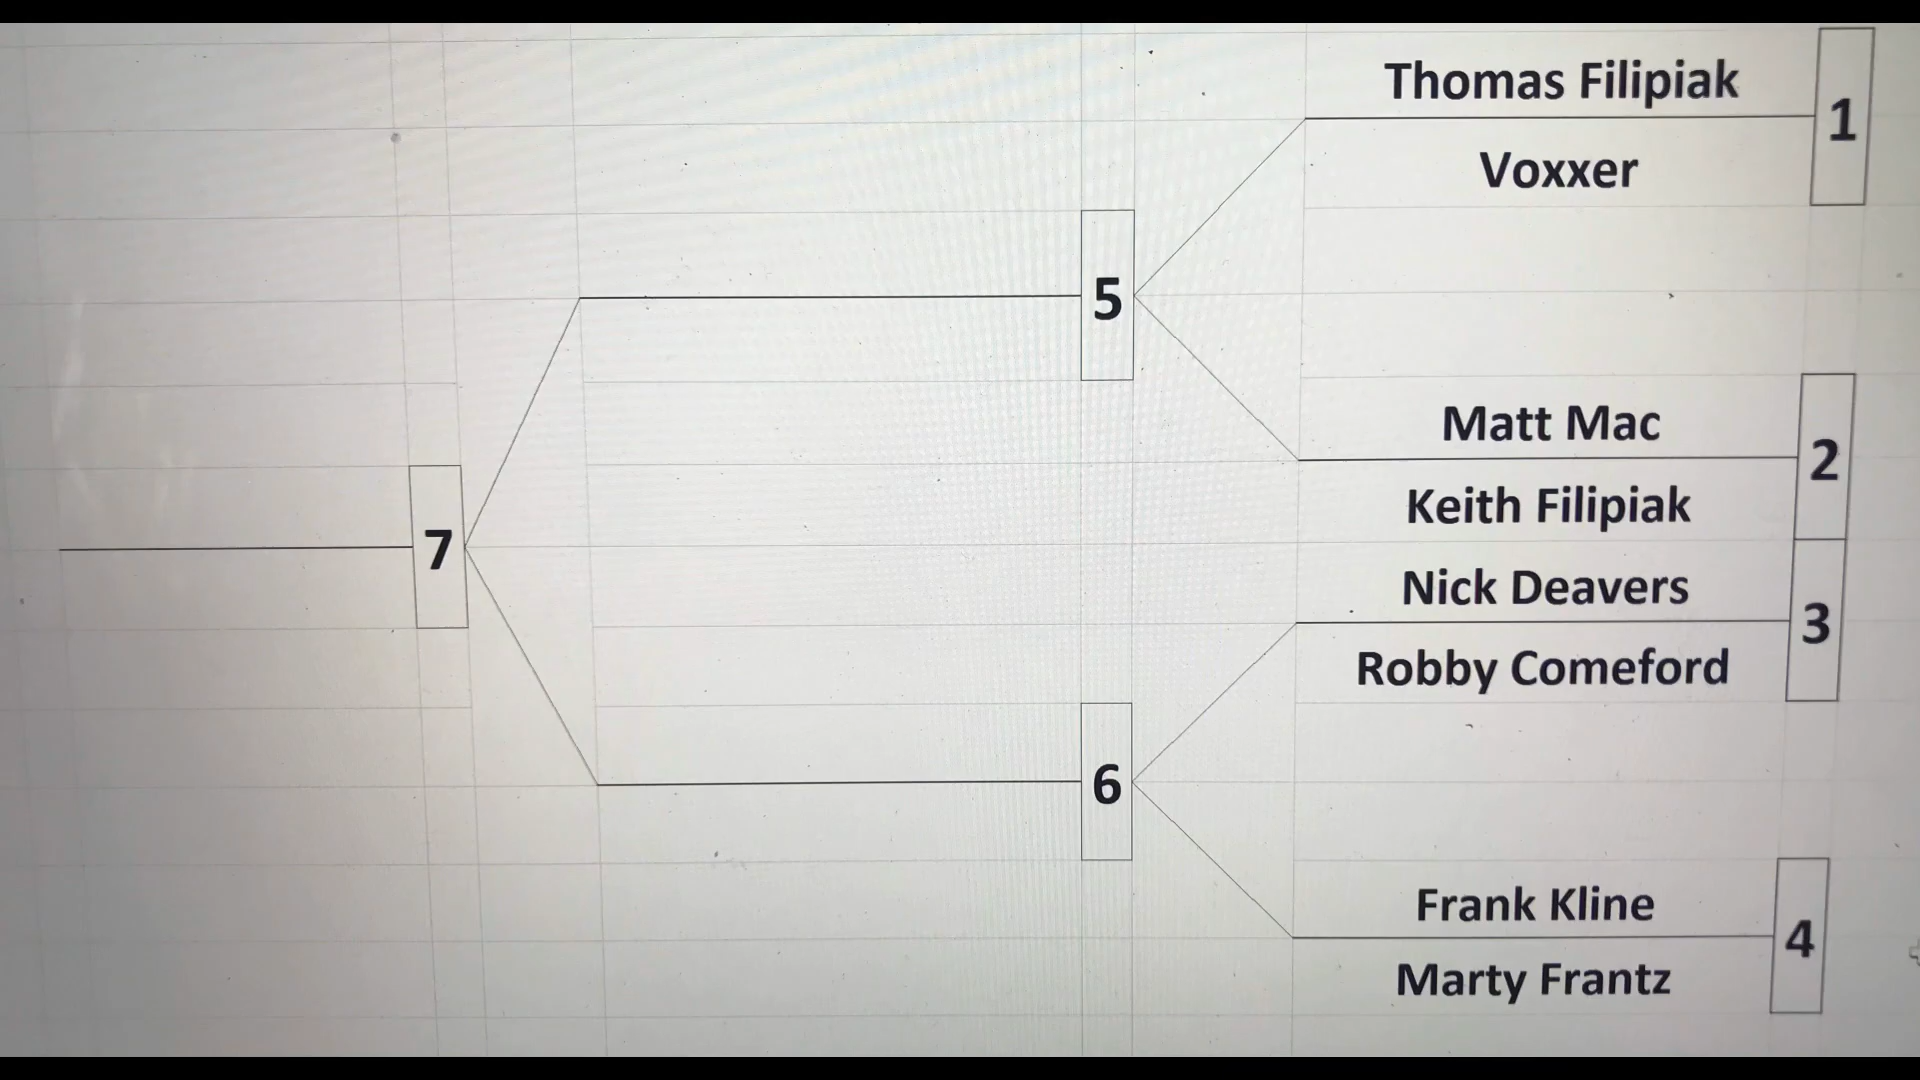 Thomas Filipiak
1
Voxxer
5
Matt Mac
2
Keith Filipiak
7
Nick Deavers
3
Robby Comeford
6
Frank Kline
4
Marty Frantz